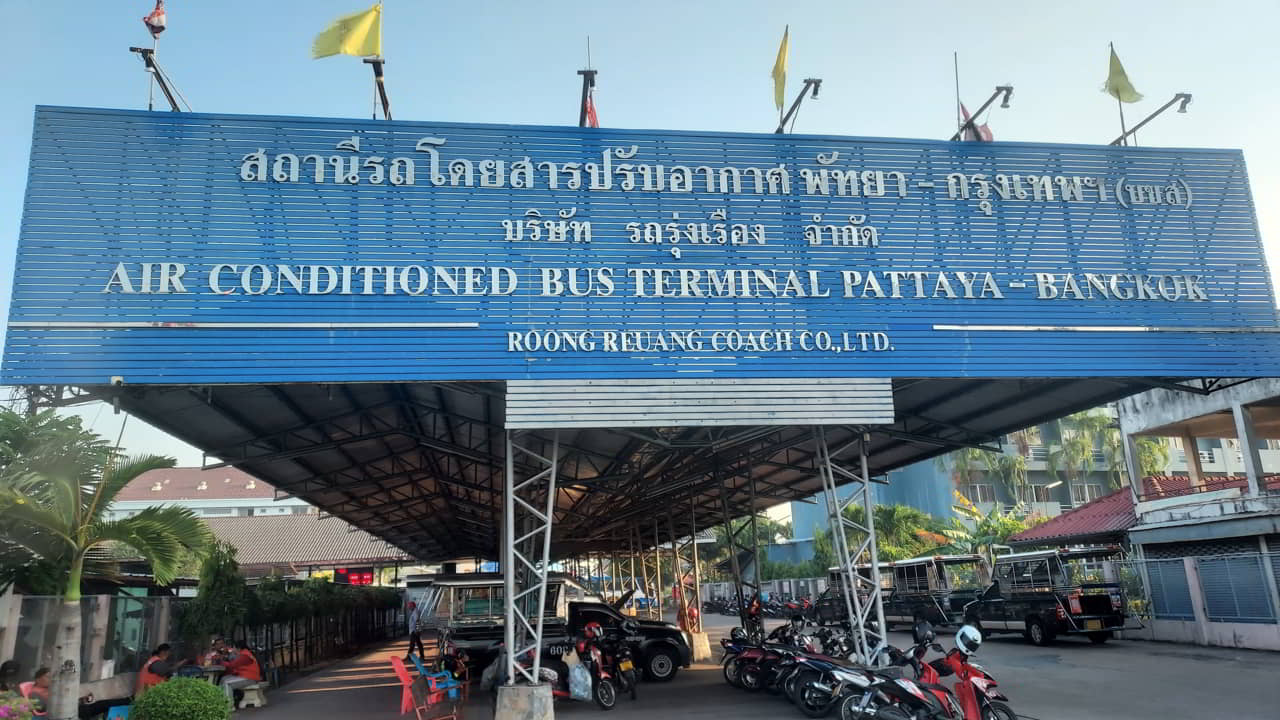 สถานีรถโดยสารปรับอากาศ พัทยา - กรุงเทพฯ (บขส)
บริษัท รถรุ่งเรือง จำกัด
AIR CONDITIONED BUS TERMINAL PATTAYA - BANGKOK
ROONG REUANG COACH CO.,LTD.